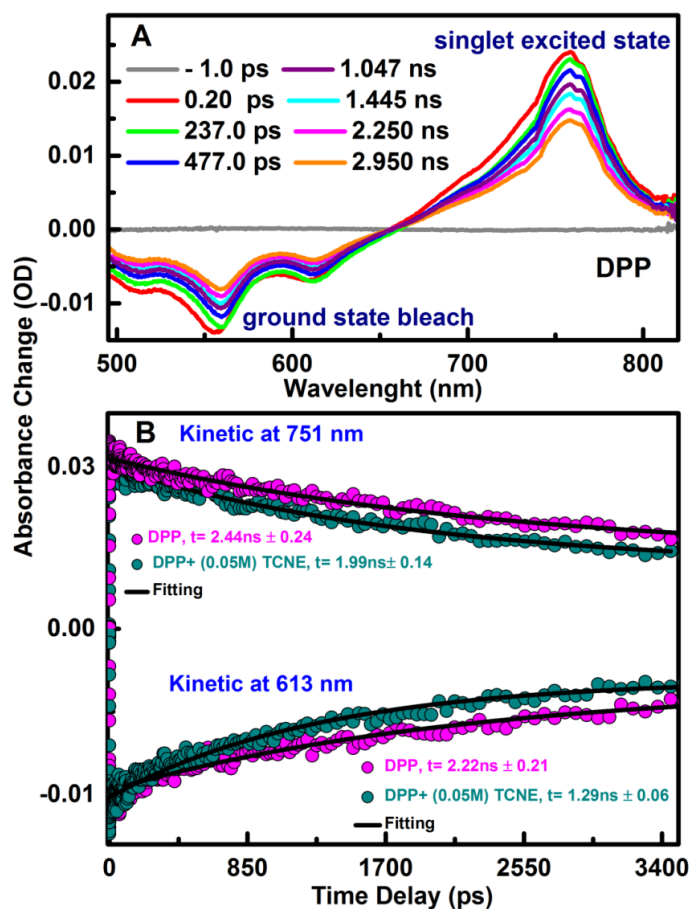 A
singlet excited state
- 1.0 ps
1.047 ns
0.20 ps
1.445 ns
237.0 ps
2.250 ns
477.0 ps
2.950 ns
0.02
0.01
0.00
-0.01
DPP
ground state bleach
500
600
700
800
Wavelenght (nm)
Absorbance Change (OD)
B
Kinetic at 751 nm
0.03
DPP, t= 2.44ns ± 0.24
DPP+ (0.05M) TCNE, t= 1.99ns± 0.14
Fitting
0.00
Kinetic at 613 nm
DPP, t= 2.22ns ± 0.21
DPP+ (0.05M) TCNE, t= 1.29ns ± 0.06
-0.01
Fitting
0
850
1700
2550
3400
Time Delay (ps)